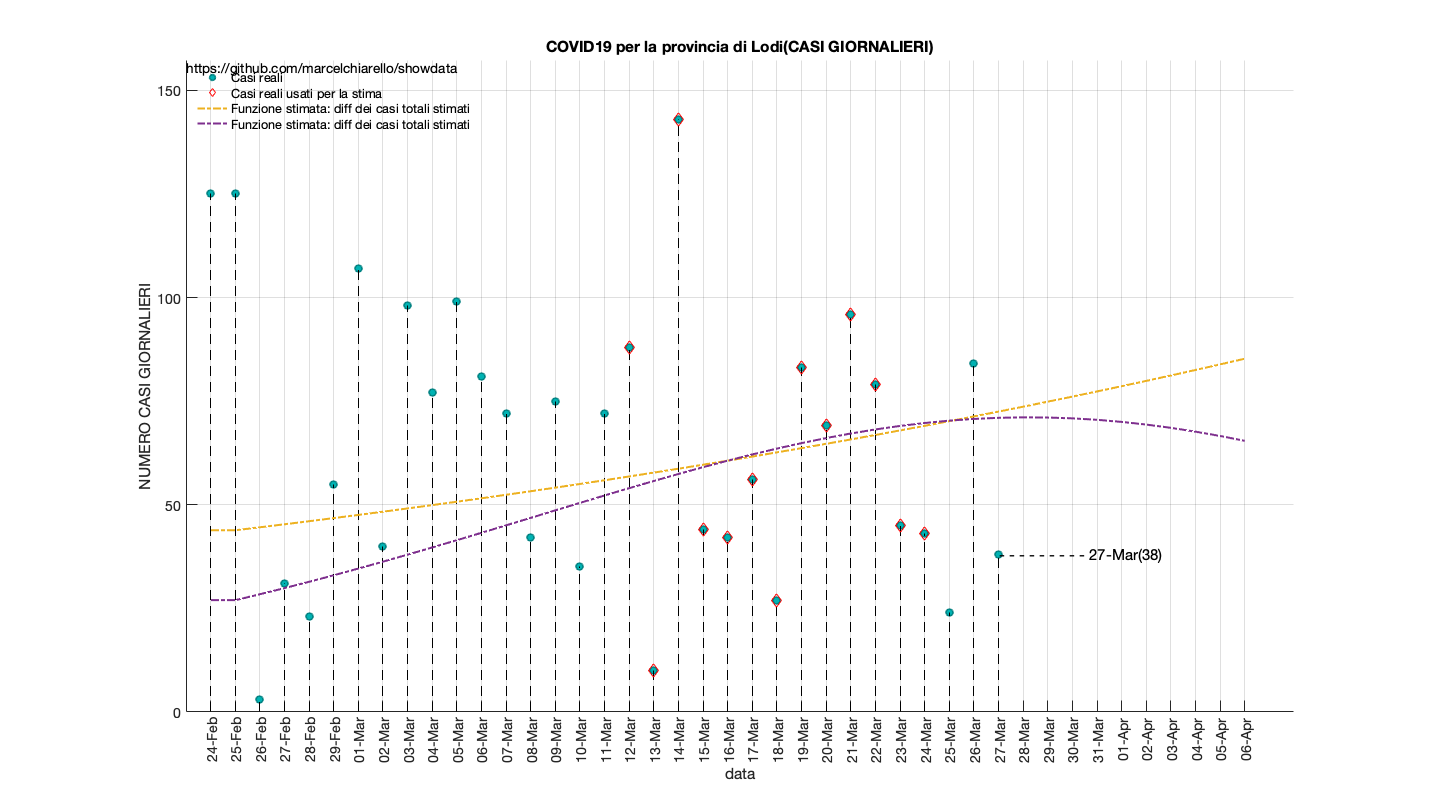 COVID19 per la provincia di Lodi(CASI GIORNALIERI)
https://github.com/marcelchiarello/showdata
Casi reali
Casi reali usati per la stima
Funzione stimata: diff dei casi totali stimati
Funzione stimata: diff dei casi totali stimati
NUMERO CASI GIORNALIERI
150
100
50
0
27-Mar(38)
24-Feb
25-Feb
26-Feb
27-Feb
28-Feb
29-Feb
01-Mar
02-Mar
03-Mar
04-Mar
05-Mar
06-Mar
07-Mar
08-Mar
09-Mar
10-Mar
11-Mar
12-Mar
13-Mar
14-Mar
15-Mar
16-Mar
17-Mar
18-Mar
19-Mar
20-Mar
21-Mar
22-Mar
23-Mar
24-Mar
25-Mar
26-Mar
27-Mar
28-Mar
29-Mar
30-Mar
31-Mar
01-Apr
02-Apr
03-Apr
04-Apr
05-Apr
06-Apr
data